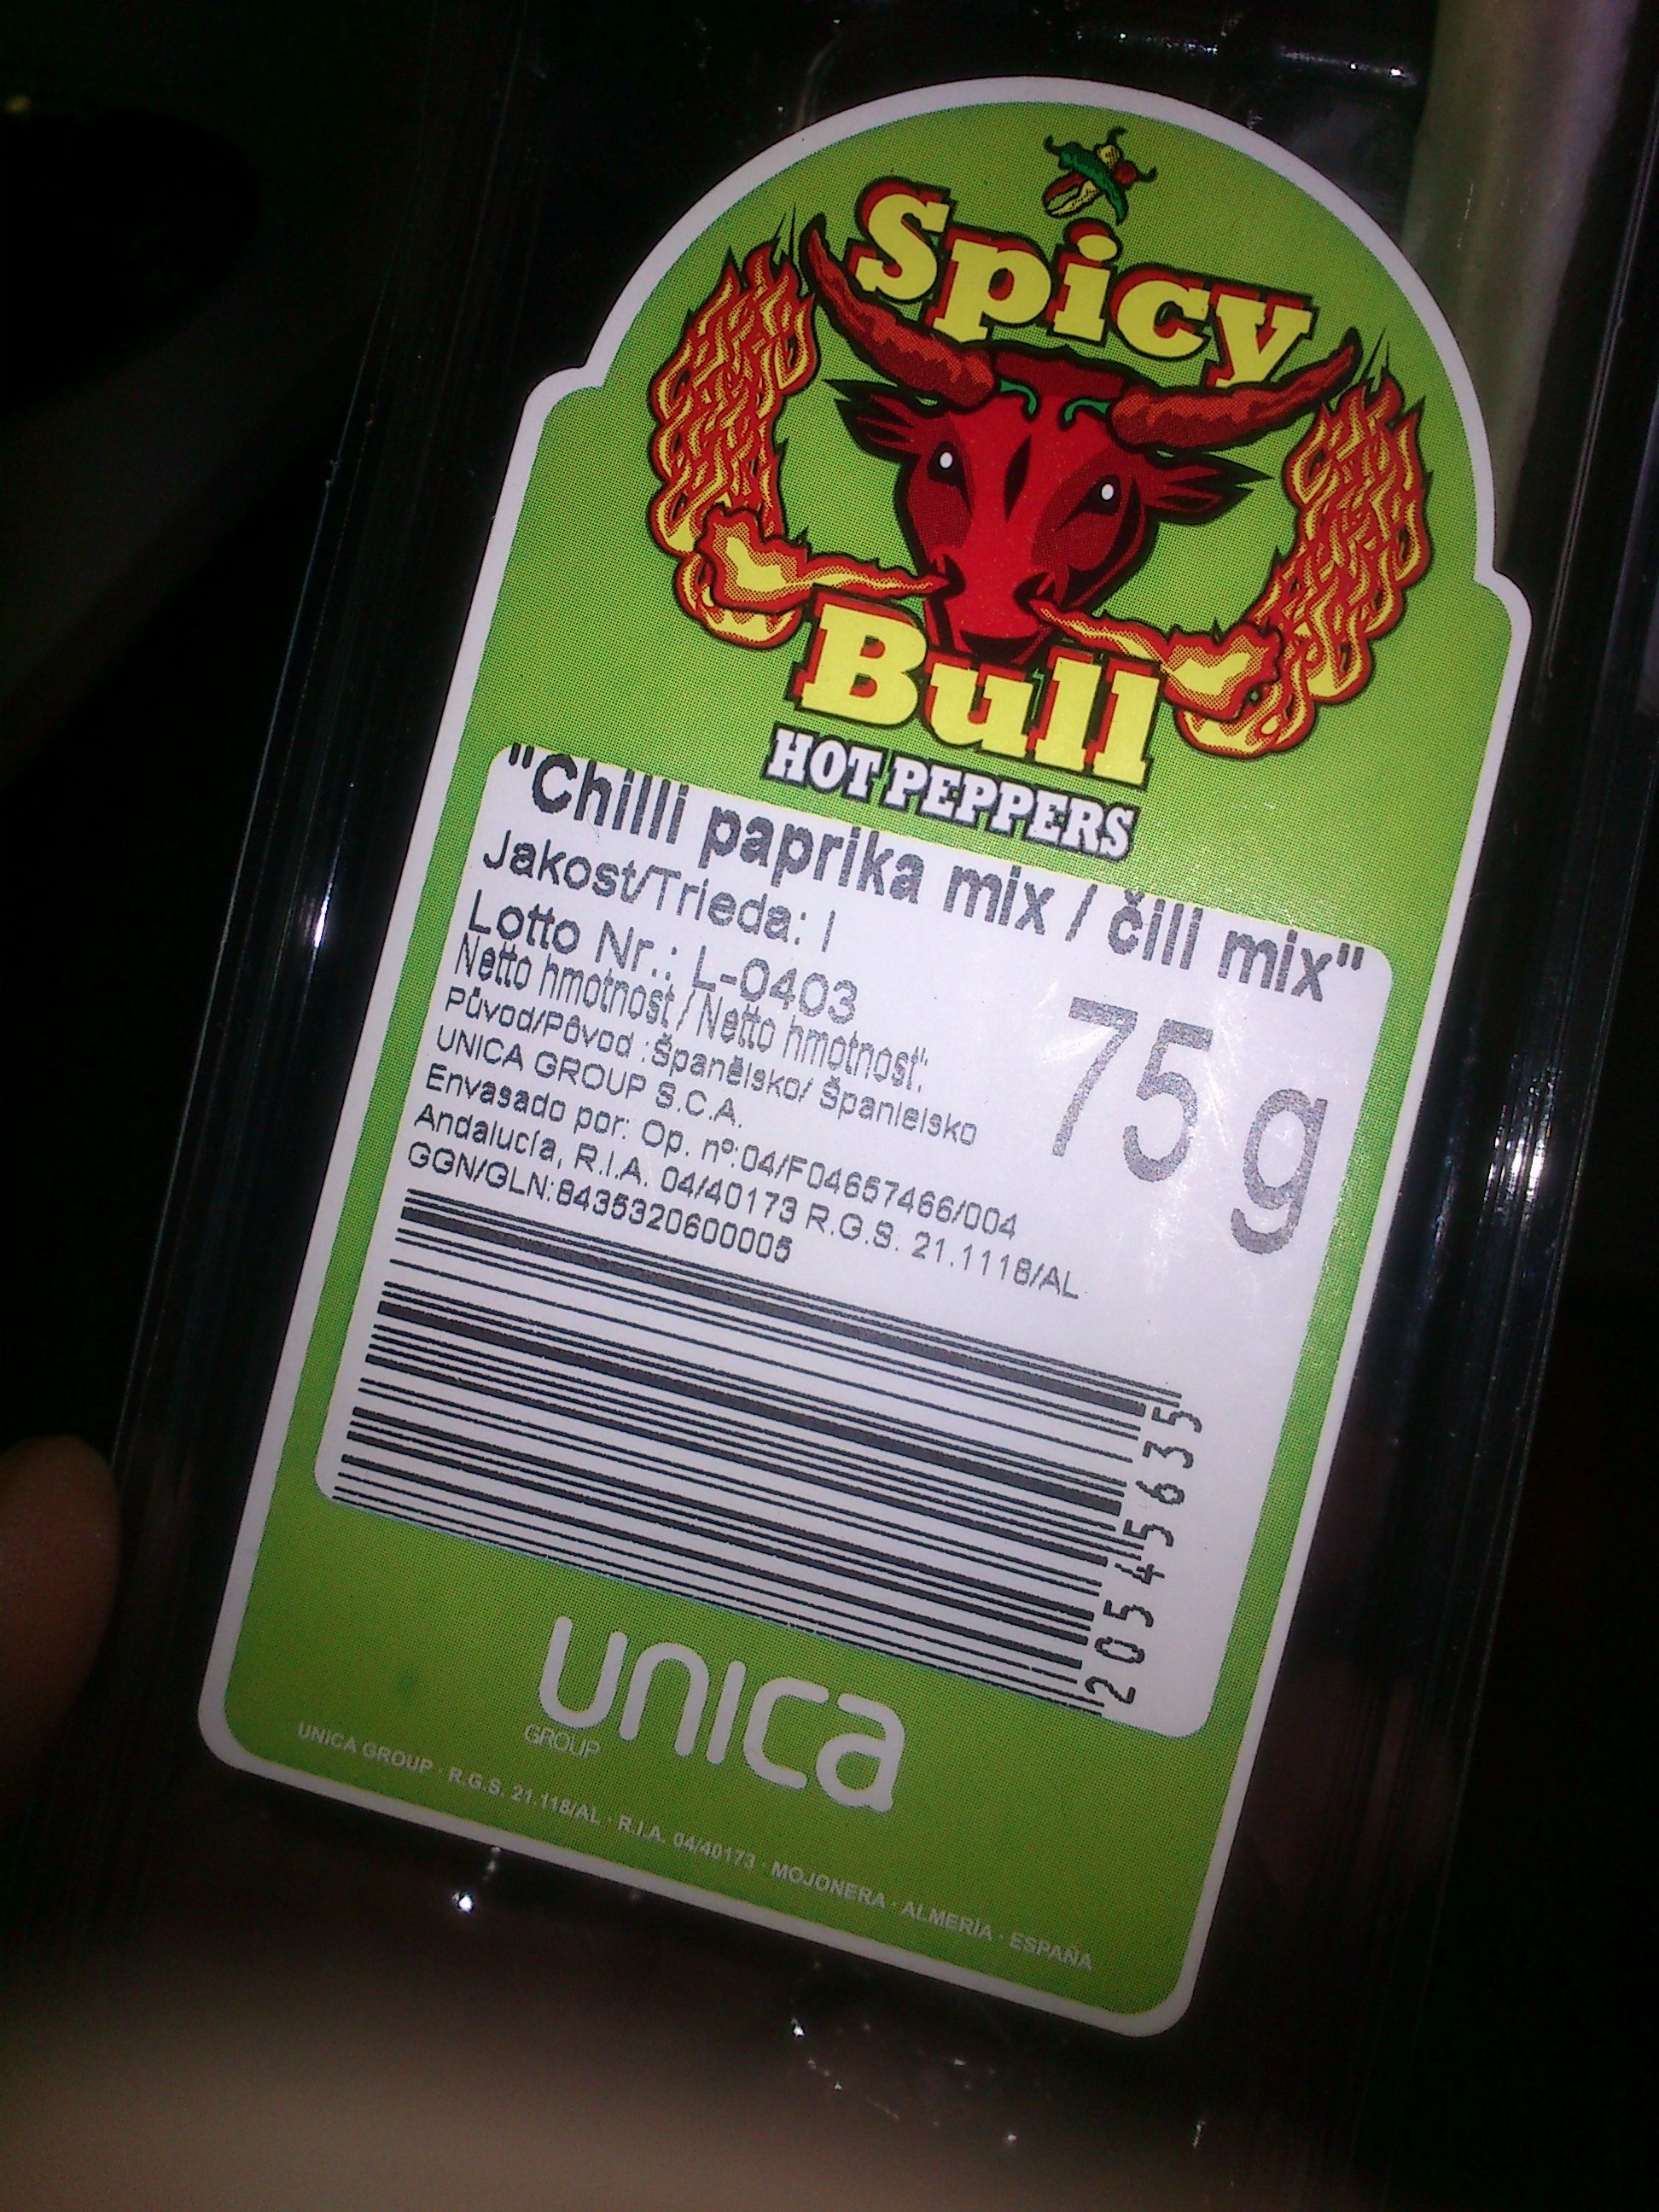 Spicy
Bull
HOT PEPPERS
"Chilli paprika mix / čili mix"
Jakost/Trieda: I
Lotto Nr.: L-0403
Netto hmotnost / Netto hmotnosť:
75 g
Původ/Pôvod :Španělsko/ Španielsko
UNICA GROUP S.C.A.
Envasado por: Op. nº:04/F04657466/004
Andalucía, R.I.A. 04/40173 R.G.S. 21.1118/AL
GGN/GLN:8435320600005
20545635
unica
GROUP
UNICA GROUP · R.G.S. 21.118/AL · R.I.A. 04/40173 · MOJONERA · ALMERÍA · ESPAÑA